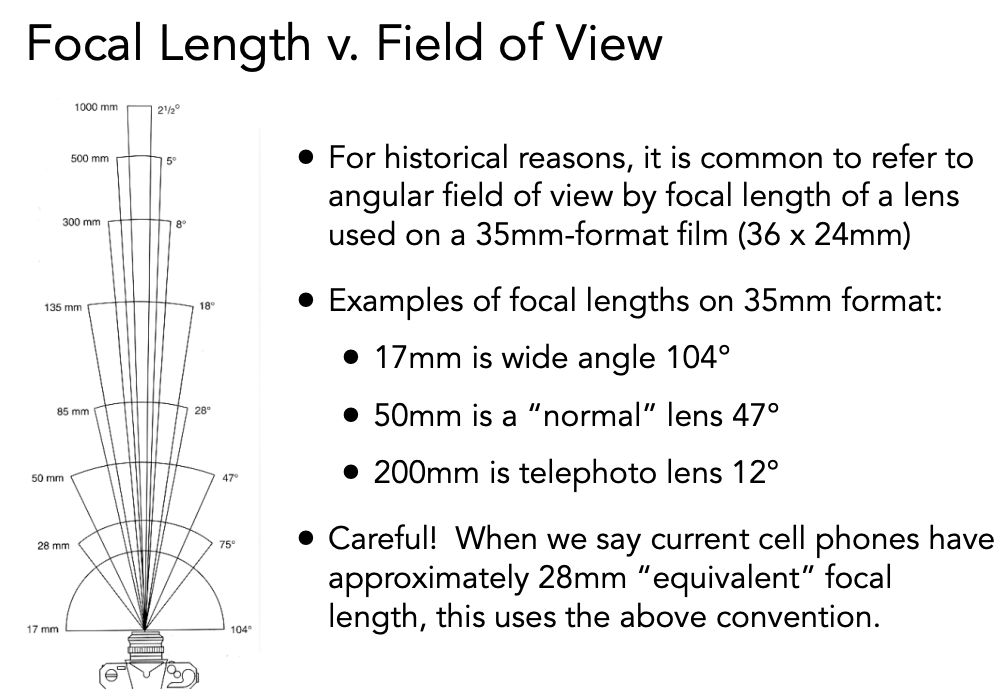 Focal Length v. Field of View
1000 mm 2½°
500 mm 5°
300 mm 8°
135 mm 18°
85 mm 28°
50 mm 47°
28 mm 75°
17 mm 104°
• For historical reasons, it is common to refer to
angular field of view by focal length of a lens
used on a 35mm-format film (36 x 24mm)
• Examples of focal lengths on 35mm format:
• 17mm is wide angle 104°
• 50mm is a “normal” lens 47°
• 200mm is telephoto lens 12°
• Careful!  When we say current cell phones have
approximately 28mm “equivalent” focal
length, this uses the above convention.